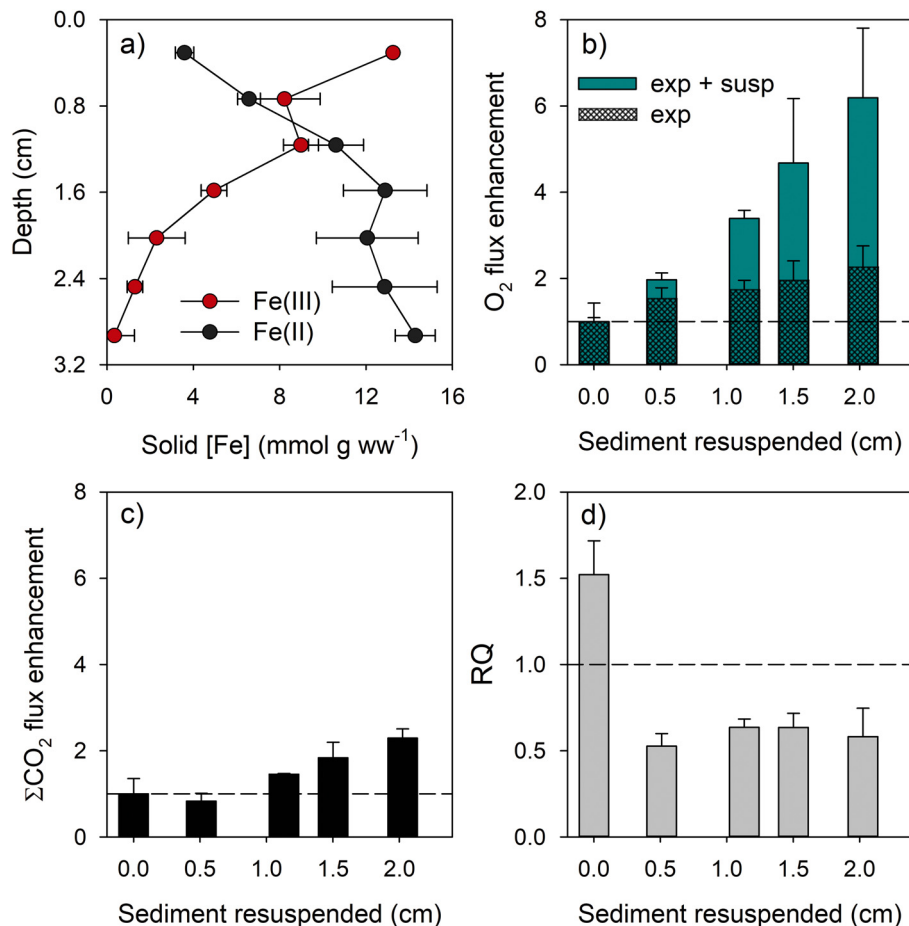 a)
0.0
0.8
1.6
2.4
3.2
Depth (cm)
Fe(III)
Fe(II)
0 4 8 12 16
Solid [Fe] (mmol g ww⁻¹)
b)
8
6
4
2
0
O₂ flux enhancement
exp + susp
exp
0.0 0.5 1.0 1.5 2.0
Sediment resuspended (cm)
c)
8
6
4
2
0
ΣCO₂ flux enhancement
0.0 0.5 1.0 1.5 2.0
Sediment resuspended (cm)
d)
2.0
1.5
1.0
0.5
0.0
RQ
0.0 0.5 1.0 1.5 2.0
Sediment resuspended (cm)